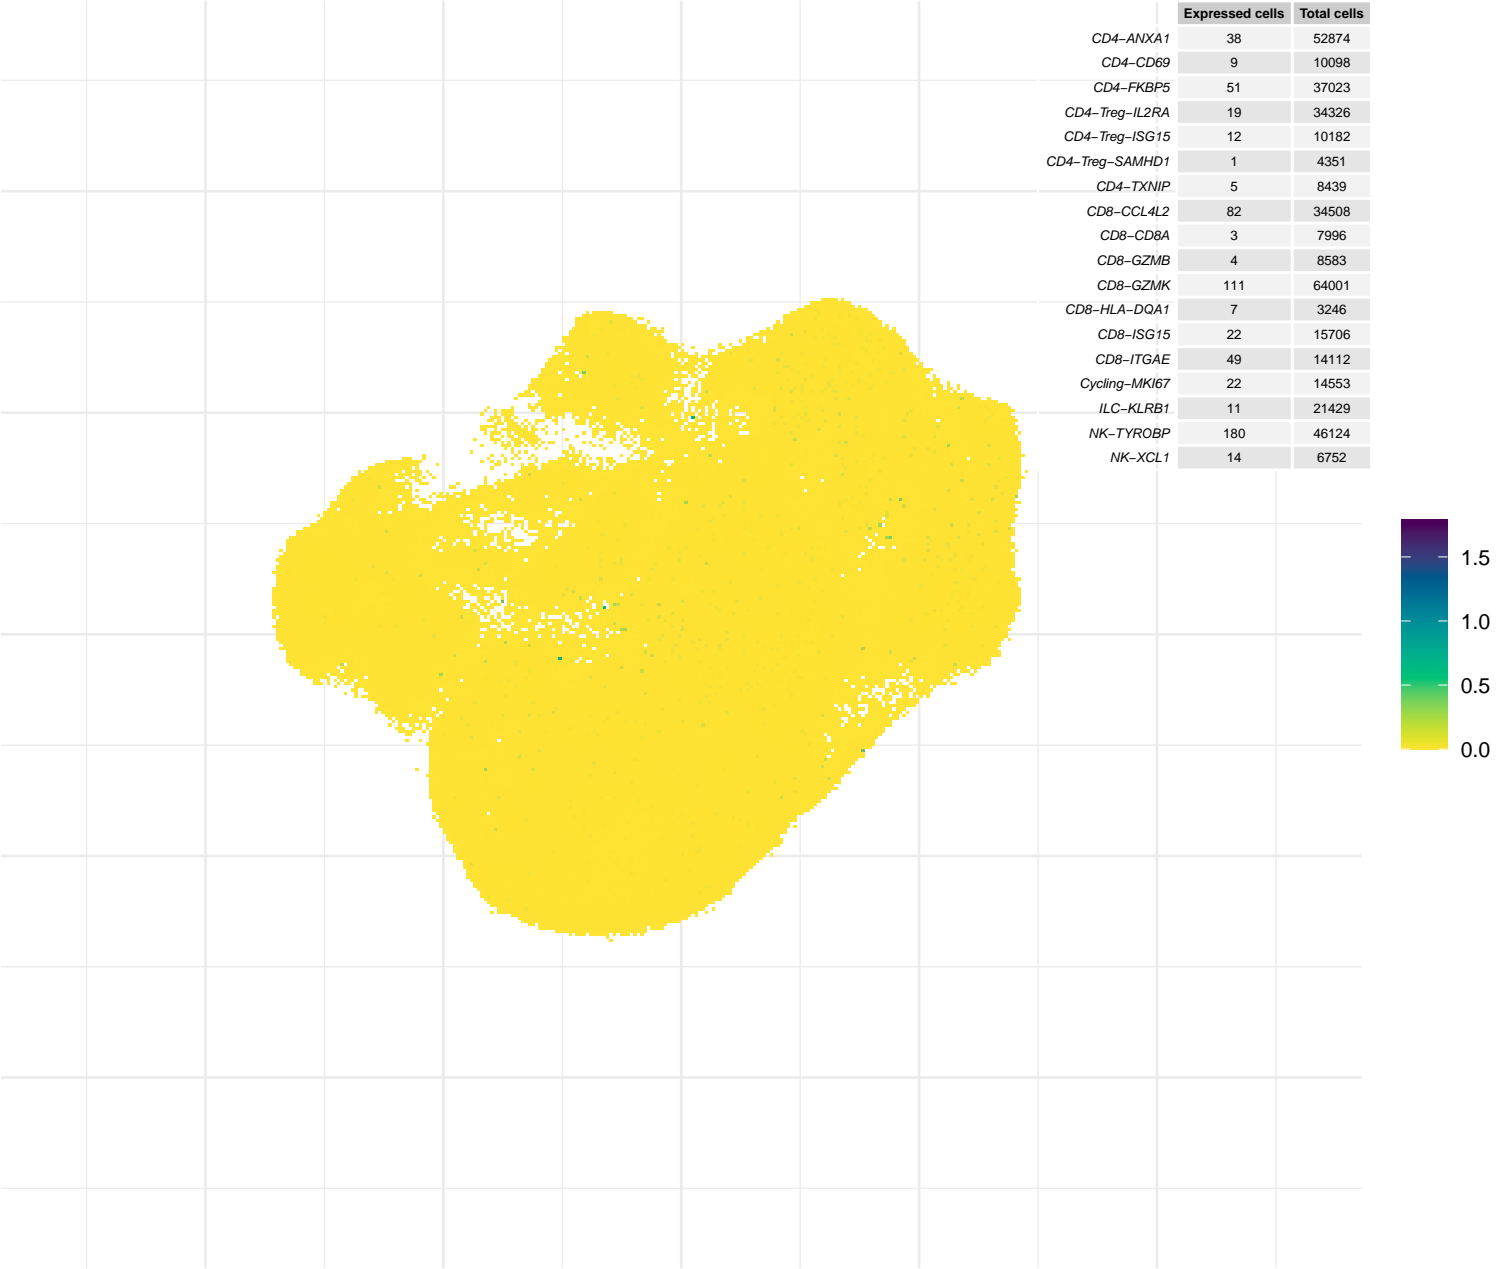 Expressed cells Total cells
CD4−ANXA1 38 52874
CD4−CD69 9 10098
CD4−FKBP5 51 37023
CD4−Treg−IL2RA 19 34326
CD4−Treg−ISG15 12 10182
CD4−Treg−SAMHD1 1 4351
CD4−TXNIP 5 8439
CD8−CCL4L2 82 34508
CD8−CD8A 3 7996
CD8−GZMB 4 8583
CD8−GZMK 111 64001
CD8−HLA−DQA1 7 3246
CD8−ISG15 22 15706
CD8−ITGAE 49 14112
Cycling−MKI67 22 14553
ILC−KLRB1 11 21429
NK−TYROBP 180 46124
NK−XCL1 14 6752
1.5
1.0
0.5
0.0